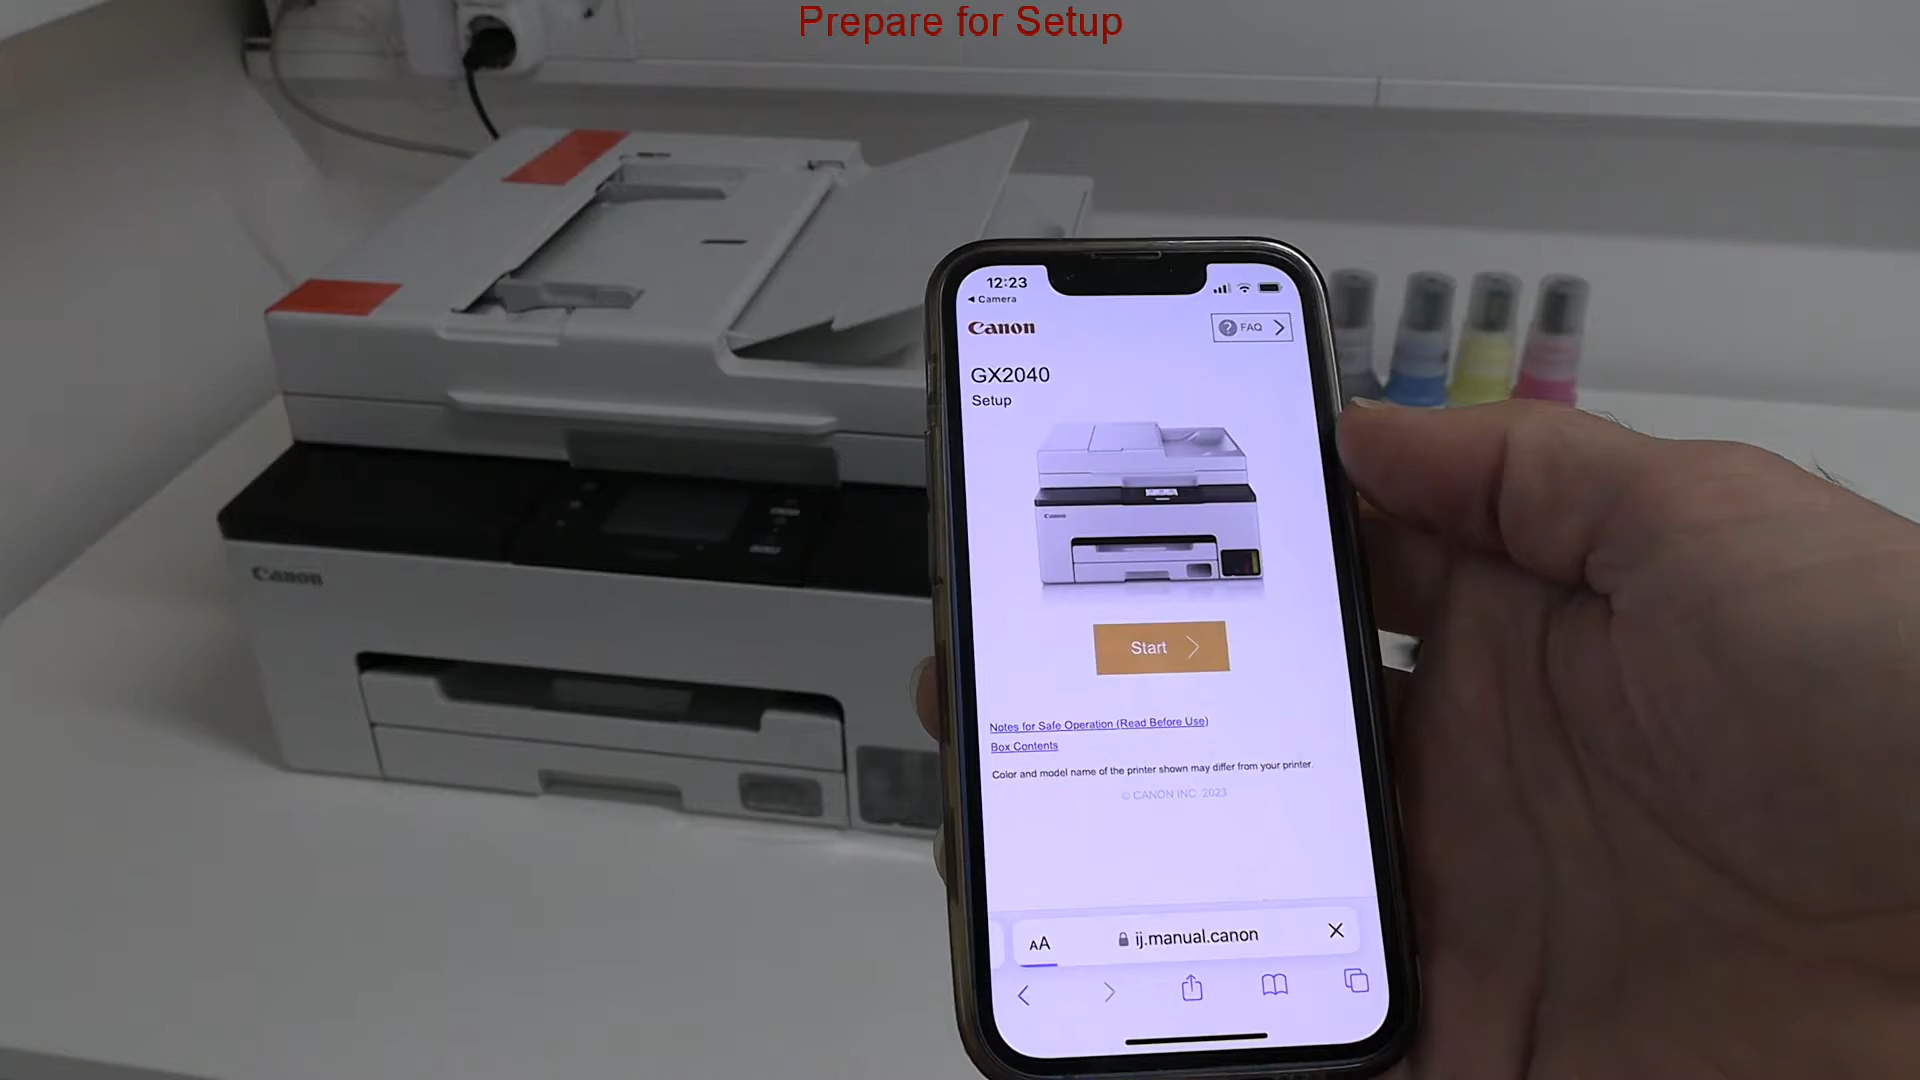 Prepare for Setup
12:23
Camera
Canon
FAQ
GX2040
Setup
Canon
Start
Notes for Safe Operation (Read Before Use)
Box Contents
Color and model name of the printer shown may differ from your printer.
© CANON INC. 2023
AA
ij.manual.canon
Canon